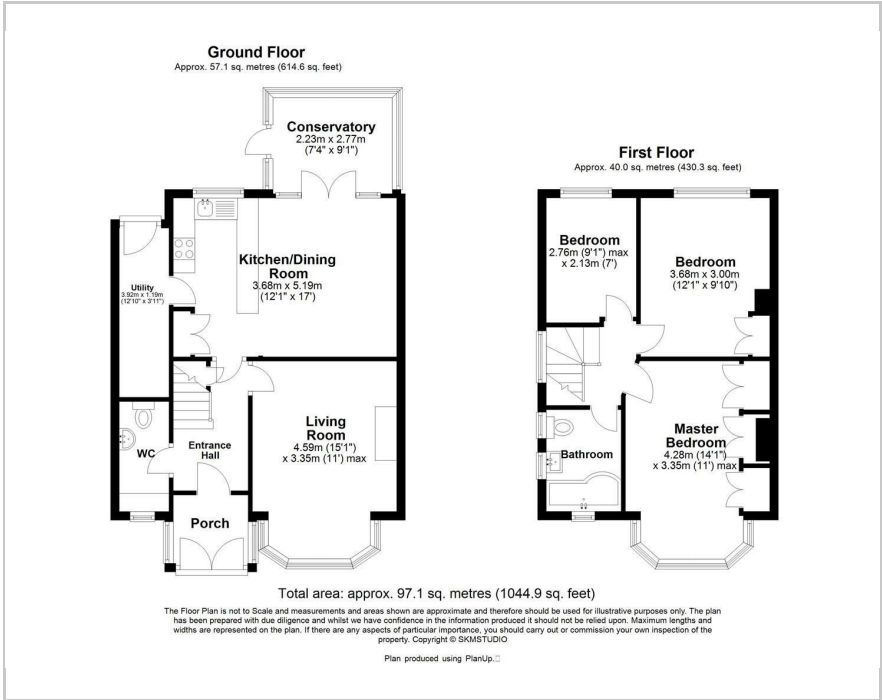 Ground Floor
Approx. 57.1 sq. metres (614.6 sq. feet)
Conservatory
2.23m x 2.77m
(7'4" x 9'1")
Kitchen/Dining
Room
3.68m x 5.19m
(12'1" x 17')
Utility
3.92m x 1.19m
(12'10" x 3'11")
Living
Room
4.59m (15'1")
x 3.35m (11') max
Entrance
Hall
WC
Porch
First Floor
Approx. 40.0 sq. metres (430.3 sq. feet)
Bedroom
2.76m (9'1") max
x 2.13m (7')
Bedroom
3.68m x 3.00m
(12'1" x 9'10")
Master
Bedroom
4.28m (14'1")
x 3.35m (11') max
Bathroom
Total area: approx. 97.1 sq. metres (1044.9 sq. feet)
The Floor Plan is not to Scale and measurements and areas shown are approximate and therefore should be used for illustrative purposes only. The plan
has been prepared with due diligence and whilst we have confidence in the information produced it should not be relied upon. Maximum lengths and
widths are represented on the plan. If there are any aspects of particular importance, you should carry out or commission your own inspection of the
property. Copyright © SKMSTUDIO
Plan produced using PlanUp.